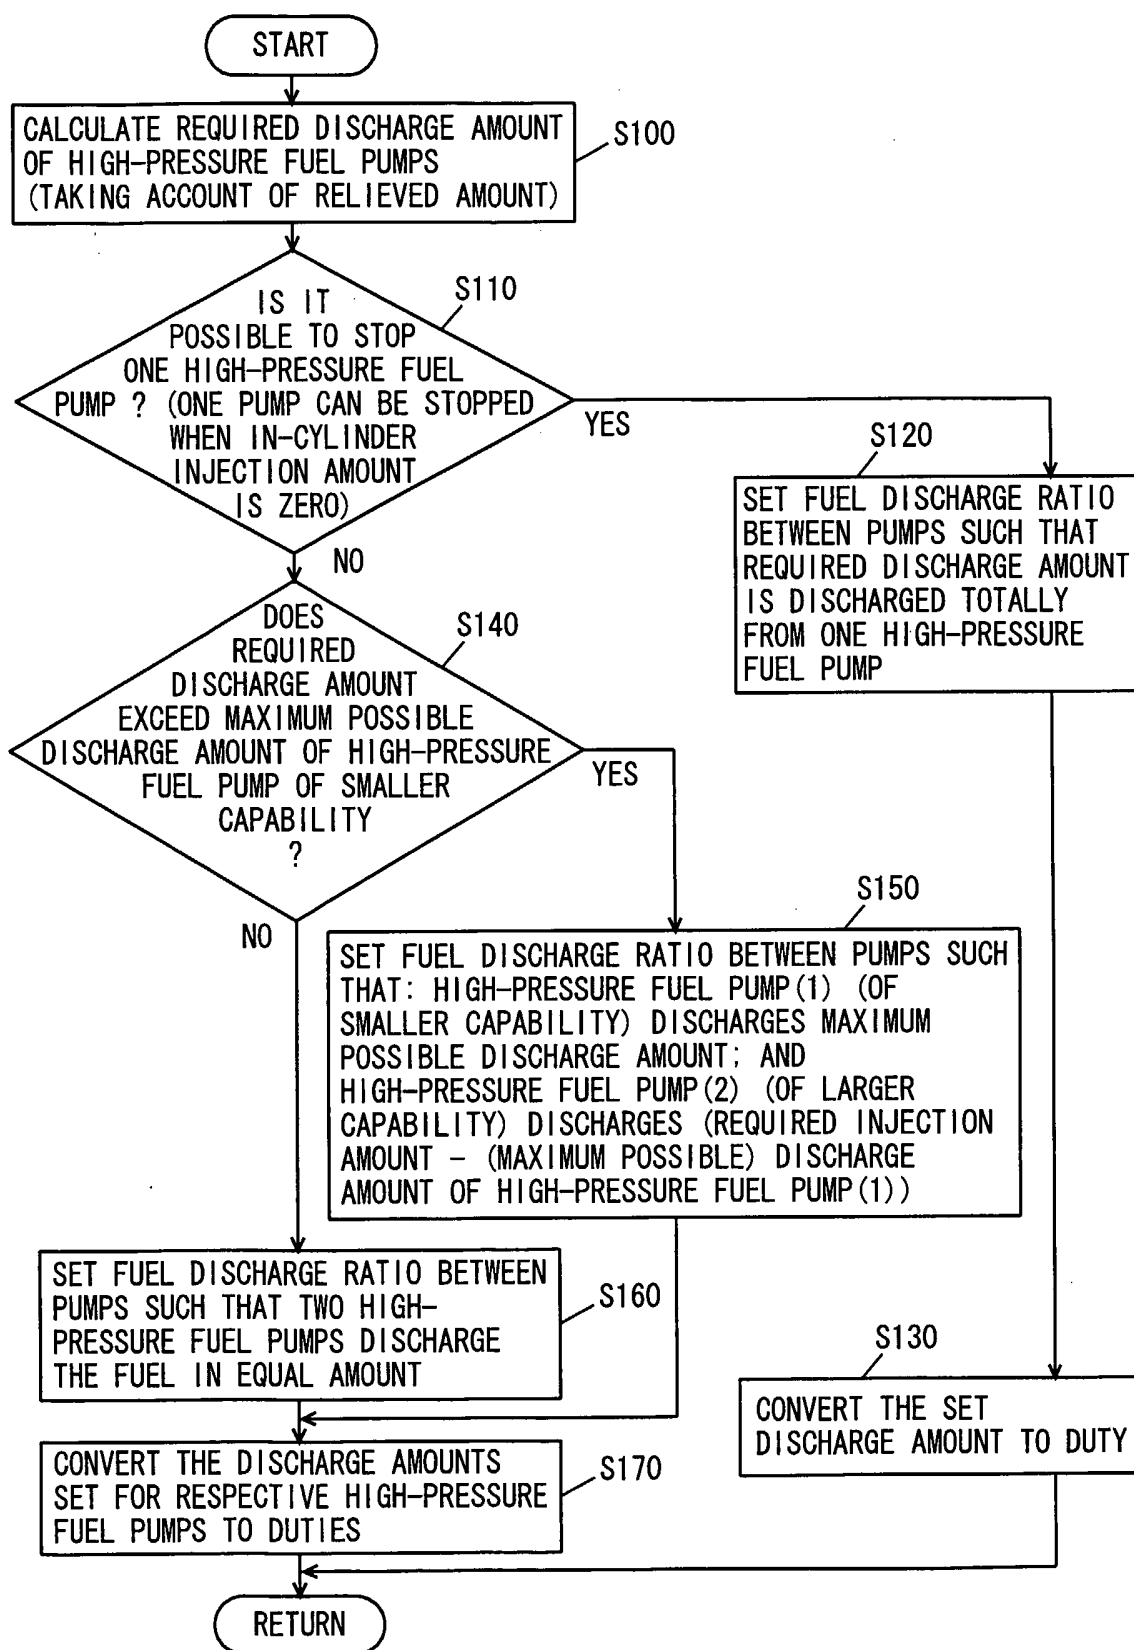 START
CALCULATE REQUIRED DISCHARGE AMOUNT
OF HIGH-PRESSURE FUEL PUMPS
(TAKING ACCOUNT OF RELIEVED AMOUNT)
S100
IS IT
POSSIBLE TO STOP
ONE HIGH-PRESSURE FUEL
PUMP ? (ONE PUMP CAN BE STOPPED
WHEN IN-CYLINDER
INJECTION AMOUNT
IS ZERO)
S110
YES
NO
S120
SET FUEL DISCHARGE RATIO
BETWEEN PUMPS SUCH THAT
REQUIRED DISCHARGE AMOUNT
IS DISCHARGED TOTALLY
FROM ONE HIGH-PRESSURE
FUEL PUMP
DOES
REQUIRED
DISCHARGE AMOUNT
EXCEED MAXIMUM POSSIBLE
DISCHARGE AMOUNT OF HIGH-PRESSURE
FUEL PUMP OF SMALLER
CAPABILITY
?
S140
YES
NO
S150
SET FUEL DISCHARGE RATIO BETWEEN PUMPS SUCH
THAT: HIGH-PRESSURE FUEL PUMP(1) (OF
SMALLER CAPABILITY) DISCHARGES MAXIMUM
POSSIBLE DISCHARGE AMOUNT; AND
HIGH-PRESSURE FUEL PUMP(2) (OF LARGER
CAPABILITY) DISCHARGES (REQUIRED INJECTION
AMOUNT - (MAXIMUM POSSIBLE) DISCHARGE
AMOUNT OF HIGH-PRESSURE FUEL PUMP(1))
SET FUEL DISCHARGE RATIO BETWEEN
PUMPS SUCH THAT TWO HIGH-
PRESSURE FUEL PUMPS DISCHARGE
THE FUEL IN EQUAL AMOUNT
S160
S130
CONVERT THE SET
DISCHARGE AMOUNT TO DUTY
CONVERT THE DISCHARGE AMOUNTS
SET FOR RESPECTIVE HIGH-PRESSURE
FUEL PUMPS TO DUTIES
S170
RETURN